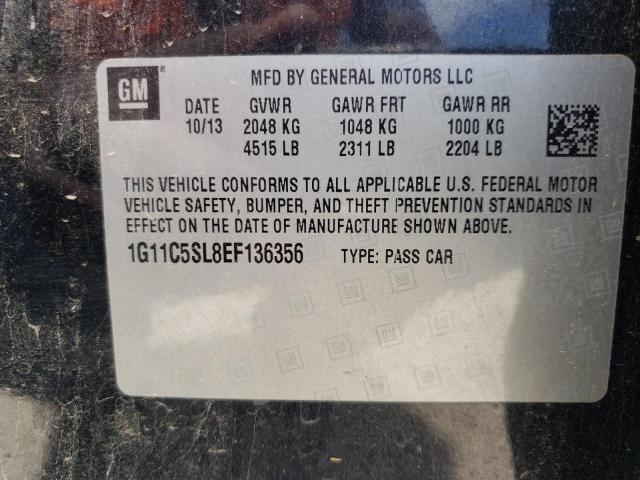 GM ® MFD BY GENERAL MOTORS LLC
DATE GVWR GAWR FRT GAWR RR
10/13 2048 KG 1048 KG 1000 KG
4515 LB 2311 LB 2204 LB
THIS VEHICLE CONFORMS TO ALL APPLICABLE U.S. FEDERAL MOTOR
VEHICLE SAFETY, BUMPER, AND THEFT PREVENTION STANDARDS IN
EFFECT ON THE DATE OF MANUFACTURE SHOWN ABOVE.
1G11C5SL8EF136356 TYPE: PASS CAR